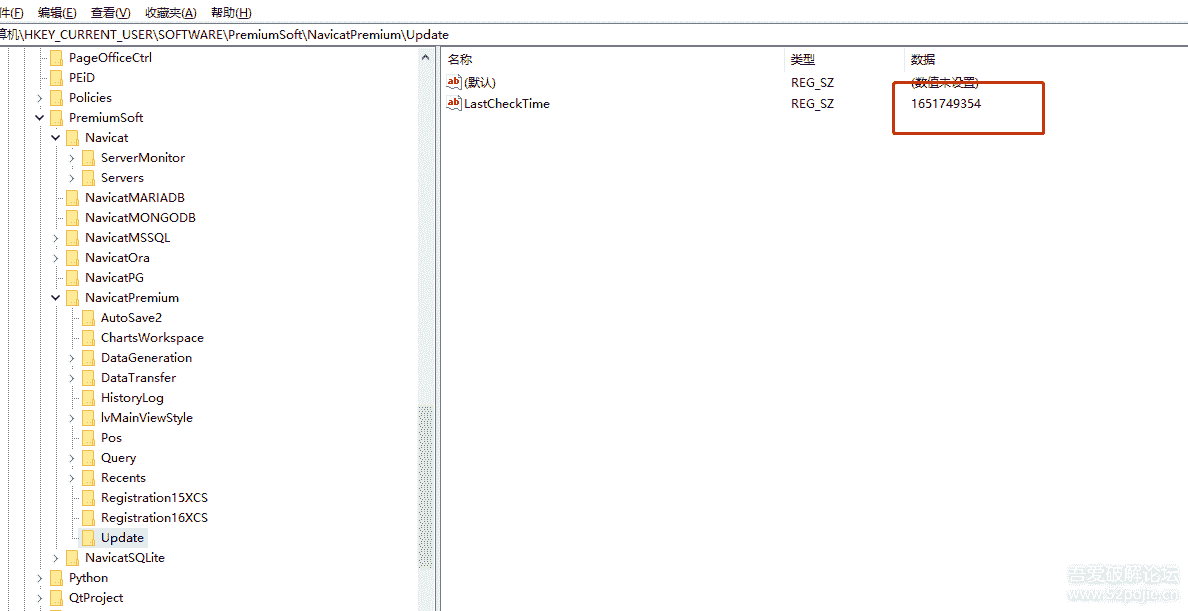 件(F) 编辑(E) 查看(V) 收藏夹(A) 帮助(H)
算机\HKEY_CURRENT_USER\SOFTWARE\PremiumSoft\NavicatPremium\Update
PageOfficeCtrl
PEiD
Policies
PremiumSoft
Navicat
ServerMonitor
Servers
NavicatMARIADB
NavicatMONGODB
NavicatMSSQL
NavicatOra
NavicatPG
NavicatPremium
AutoSave2
ChartsWorkspace
DataGeneration
DataTransfer
HistoryLog
lvMainViewStyle
Pos
Query
Recents
Registration15XCS
Registration16XCS
Update
NavicatSQLite
Python
QtProject
名称 类型 数据
ab (默认) REG_SZ (数值未设置)
ab LastCheckTime REG_SZ 1651749354
吾爱破解论坛
www.52pojie.cn